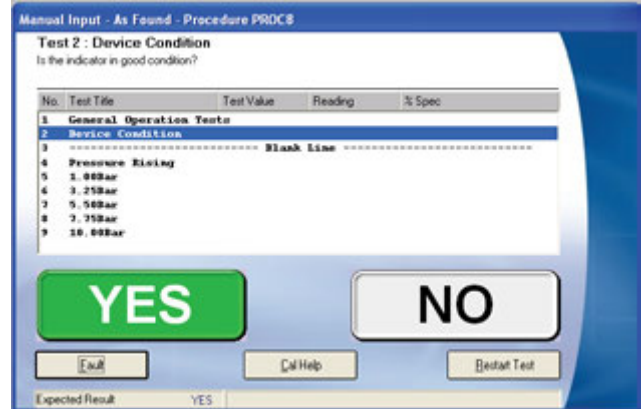 Manual Input - As Found - Procedure PROC8
Test 2 : Device Condition
Is the indicator in good condition?
No. Test Title Test Value Reading % Spec
1 General Operation Tests
2 Device Condition
3 --------------------------- Blank Line ---------------------------
4 Pressure Rising
5 1.00Bar
6 3.25Bar
7 5.50Bar
8 7.75Bar
9 10.00Bar
YES NO
Fault Cal Help Restart Test
Expected Result YES